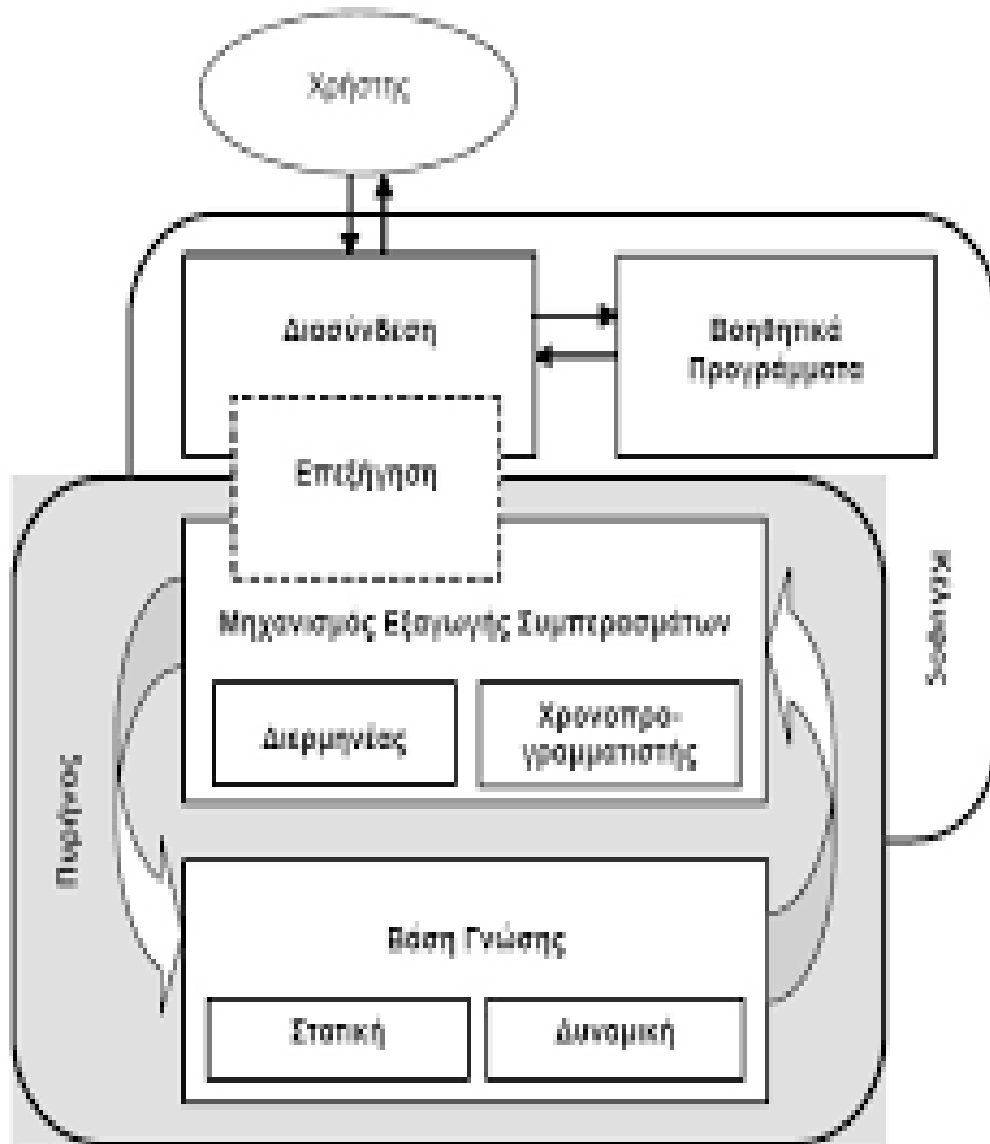 Χρήστης
Διασύνδεση
Βοηθητικά
Προγράμματα
Επεξήγηση
Μηχανισμός Εξαγωγής Συμπερασμάτων
Διερμηνέας
Χρονοπρο-
γραμματιστής
Πυρήνας
Κέλυφος
Βάση Γνώσης
Στατική
Δυναμική